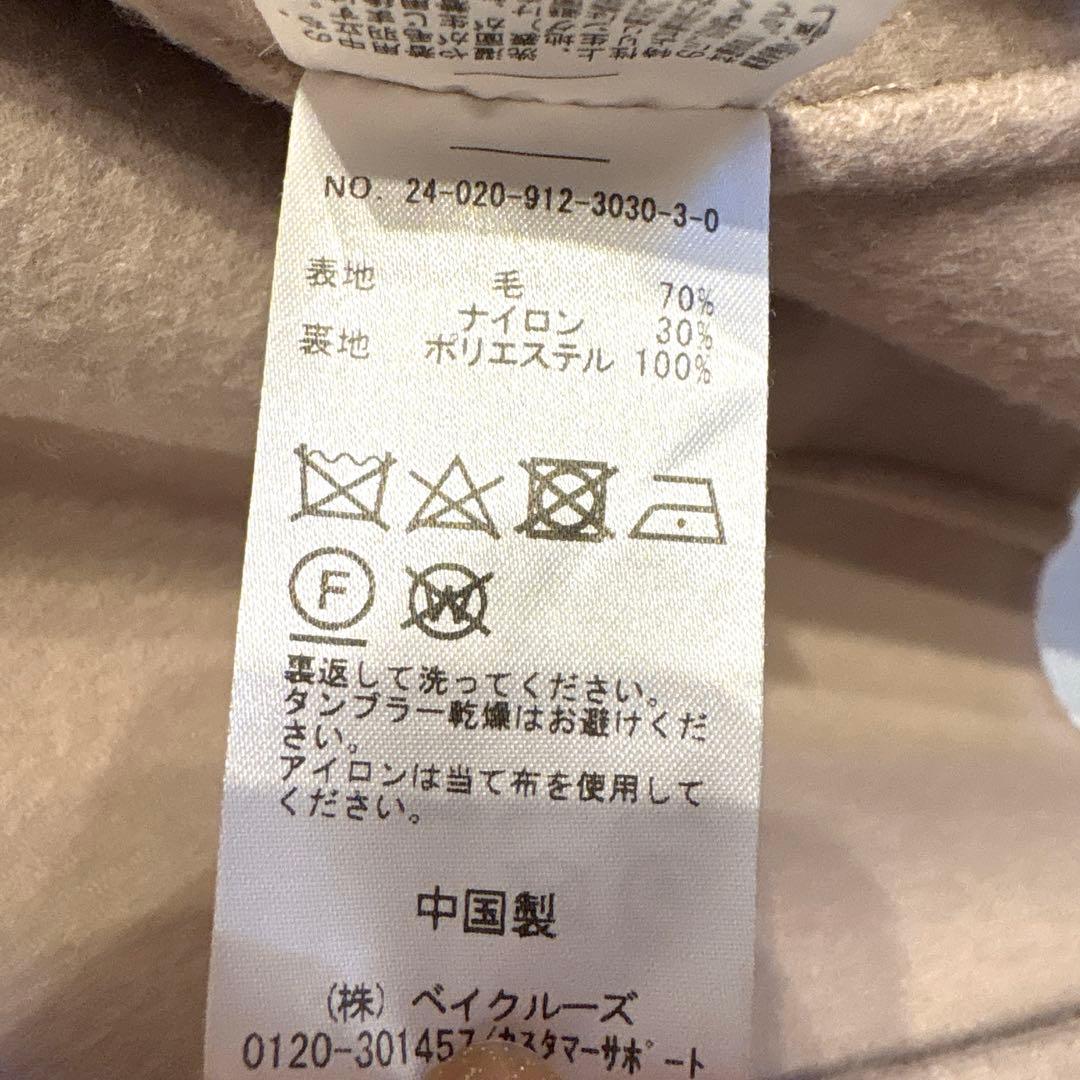 NO. 24-020-912-3030-3-0
表地 毛 70%
ナイロン 30%
裏地 ポリエステル 100%
F
W
裏返して洗ってください。
ダンブラー乾燥はお避けくだ
さい。
アイロンは当て布を使用して
ください。
中国製
(株) ベイクルーズ
0120-301457/カスタマーサポート